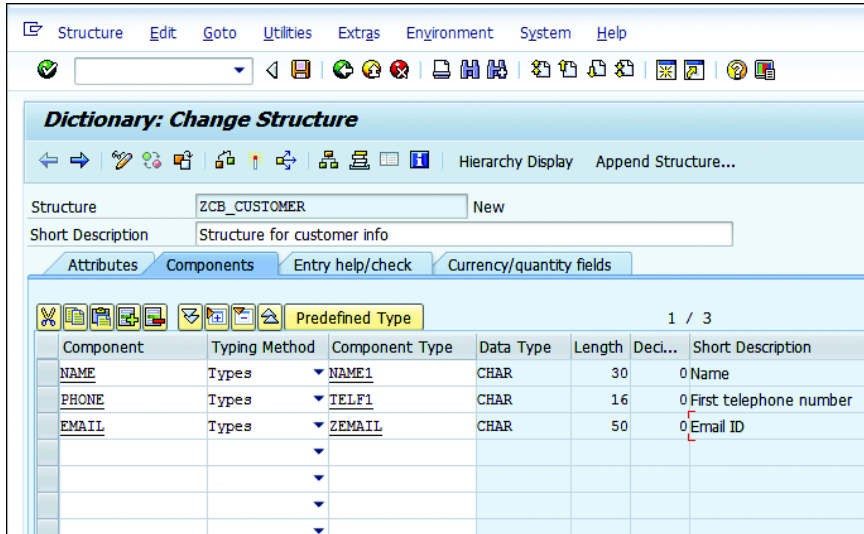 Structure Edit Goto Utilities Extras Environment System Help
Dictionary: Change Structure
Hierarchy Display Append Structure...
Structure ZCB_CUSTOMER New
Short Description Structure for customer info
Attributes Components Entry help/check Currency/quantity fields
Predefined Type 1 / 3
Component Typing Method Component Type Data Type Length Deci... Short Description
NAME Types NAME1 CHAR 30 0 Name
PHONE Types TELF1 CHAR 16 0 First telephone number
EMAIL Types ZEMAIL CHAR 50 0 Email ID